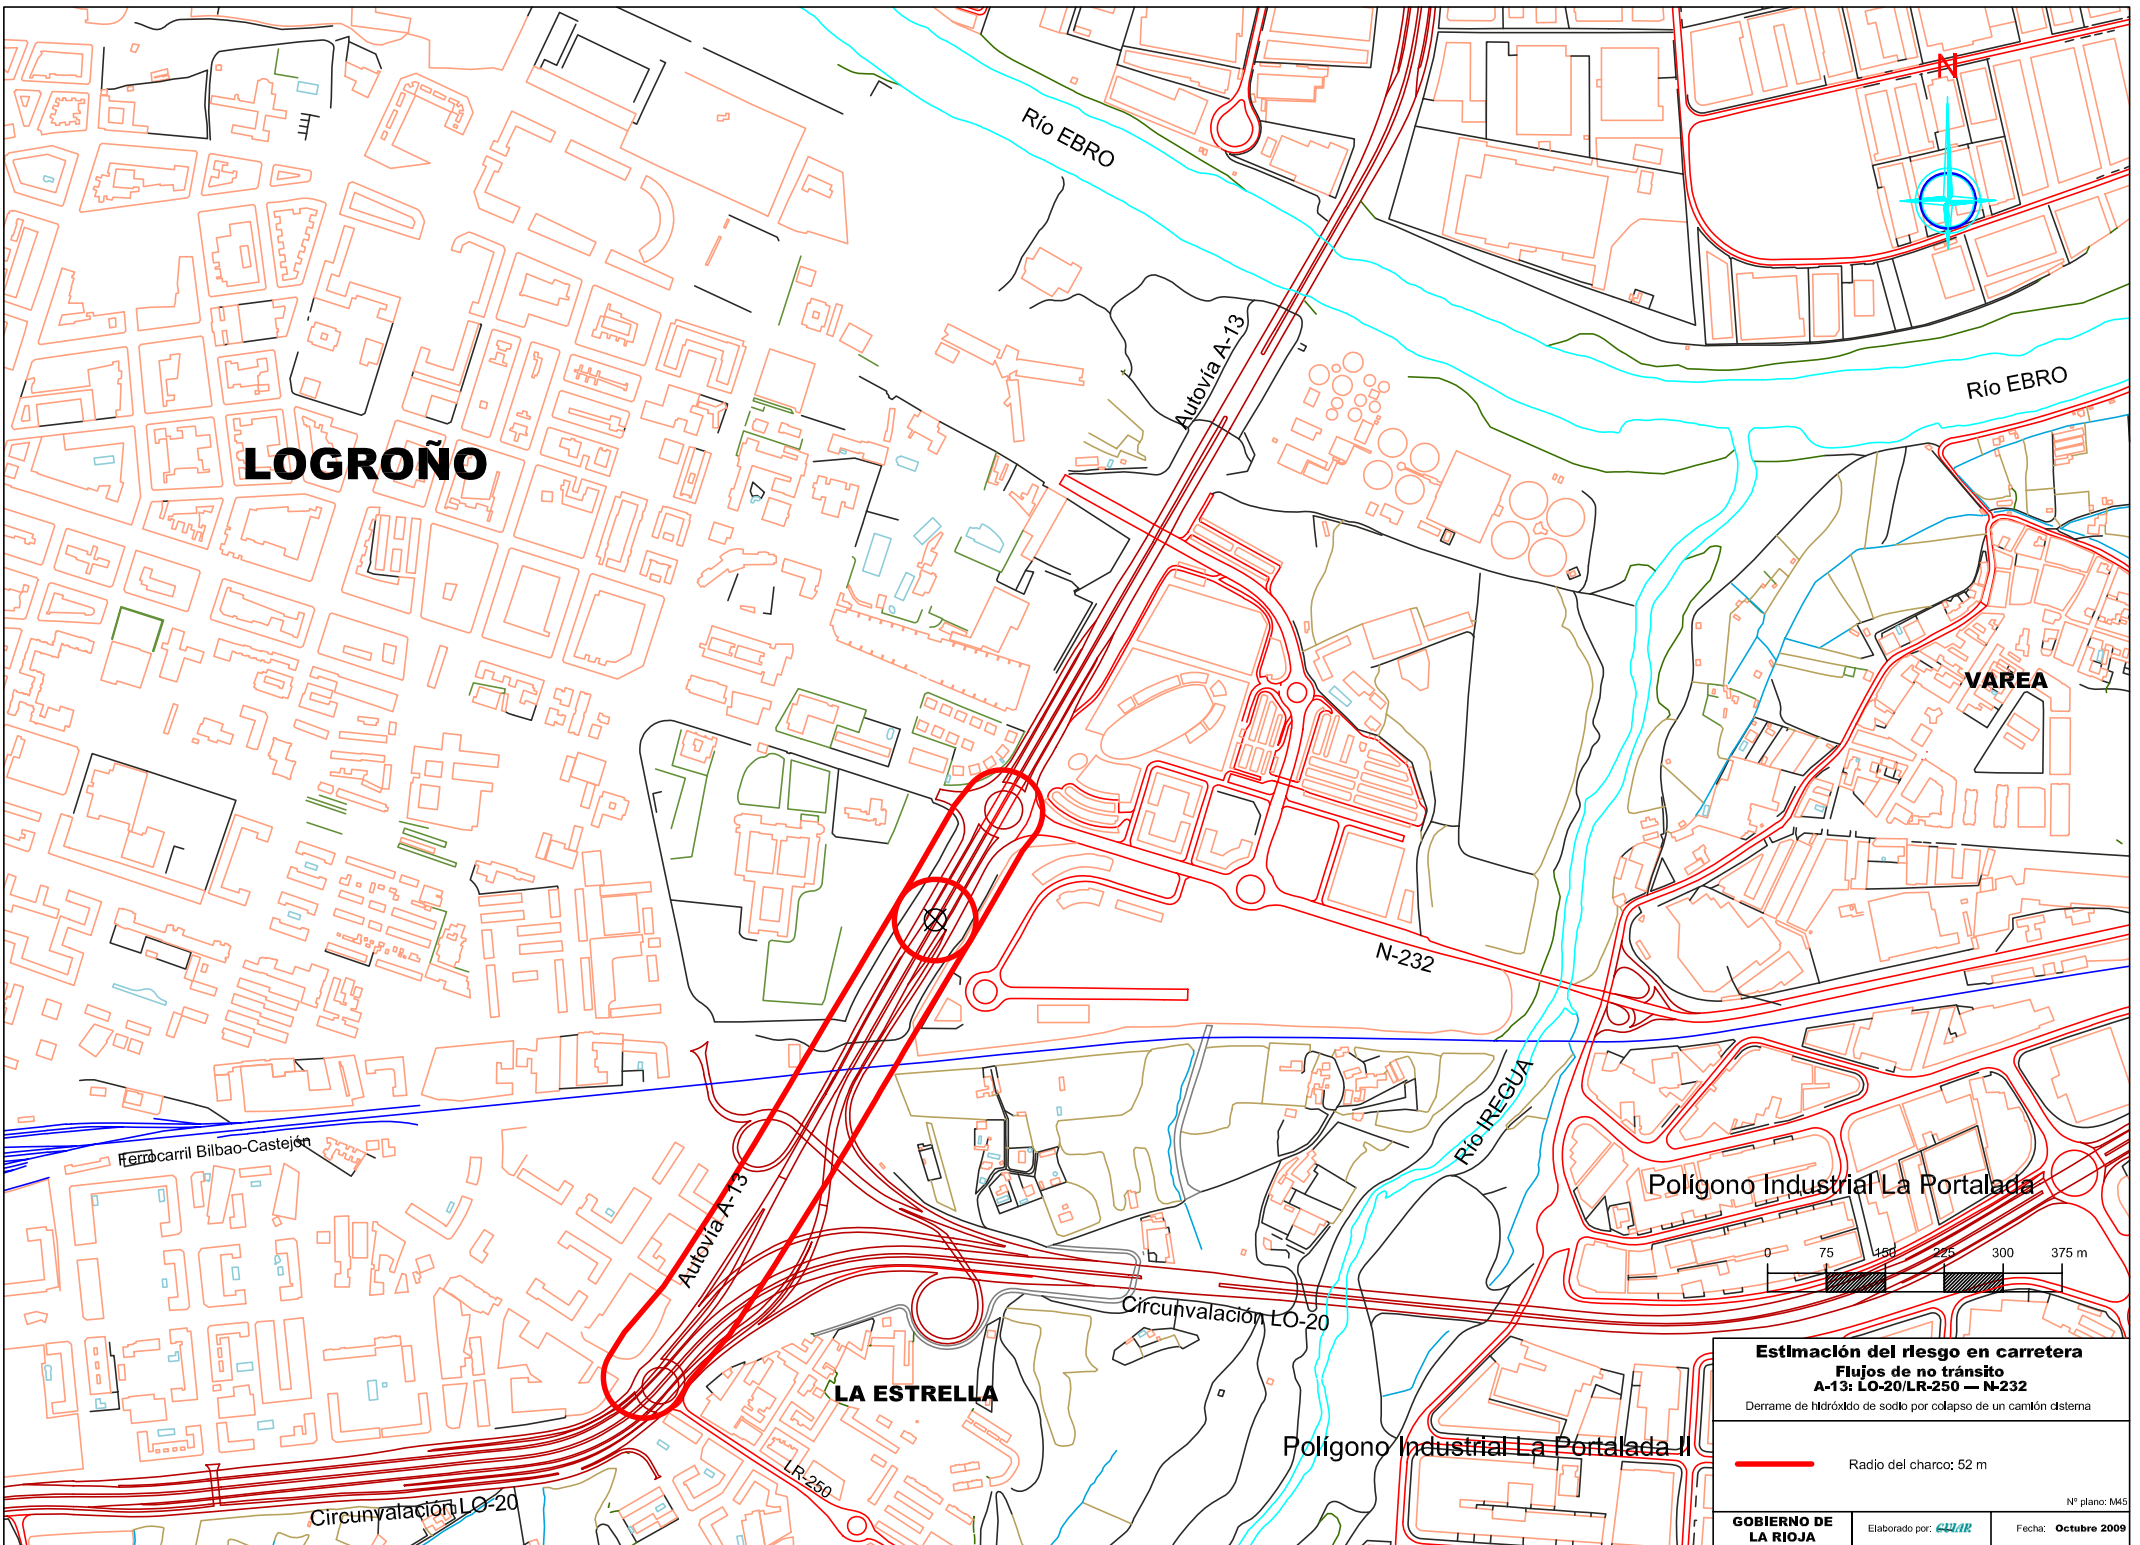 N
Río EBRO
Autovía A-13
Río EBRO
LOGROÑO
VAREA
N-232
Río IREGUA
Ferrocarril Bilbao-Castejón
Autovía A-13
Polígono Industrial La Portalada
0 75 150 225 300 375 m
Circunvalación LO-20
LA ESTRELLA
Polígono Industrial La Portalada II
LR-250
Circunvalación LO-20
Estimación del riesgo en carretera
Flujos de no tránsito
A-13: LO-20/LR-250 — N-232
Derrame de hidróxido de sodio por colapso de un camión cisterna
Radio del charco: 52 m
Nº plano: M45
GOBIERNO DE
LA RIOJA
Elaborado por: GUIAR
Fecha: Octubre 2009